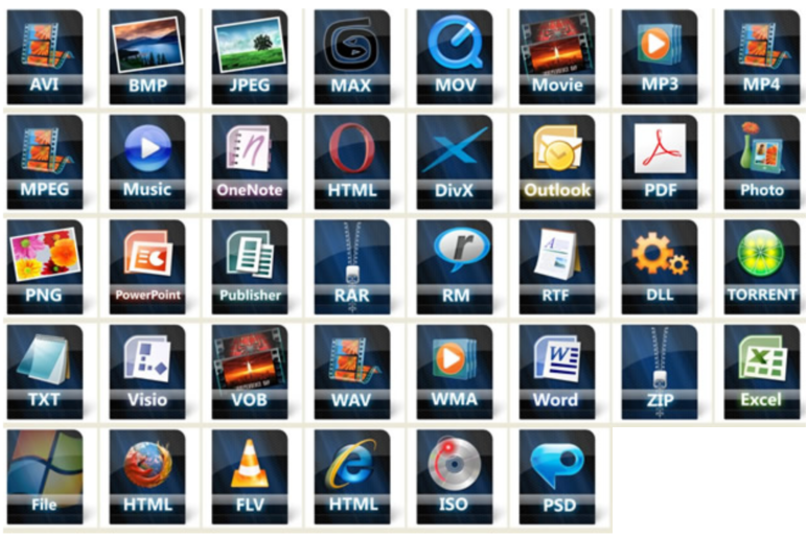 AVI
BMP
JPEG
MAX
MOV
Movie
MP3
MP4
MPEG
Music
OneNote
HTML
DivX
Outlook
PDF
Photo
PNG
PowerPoint
Publisher
RAR
RM
RTF
DLL
TORRENT
TXT
Visio
VOB
WAV
WMA
Word
ZIP
Excel
File
HTML
FLV
HTML
ISO
PSD